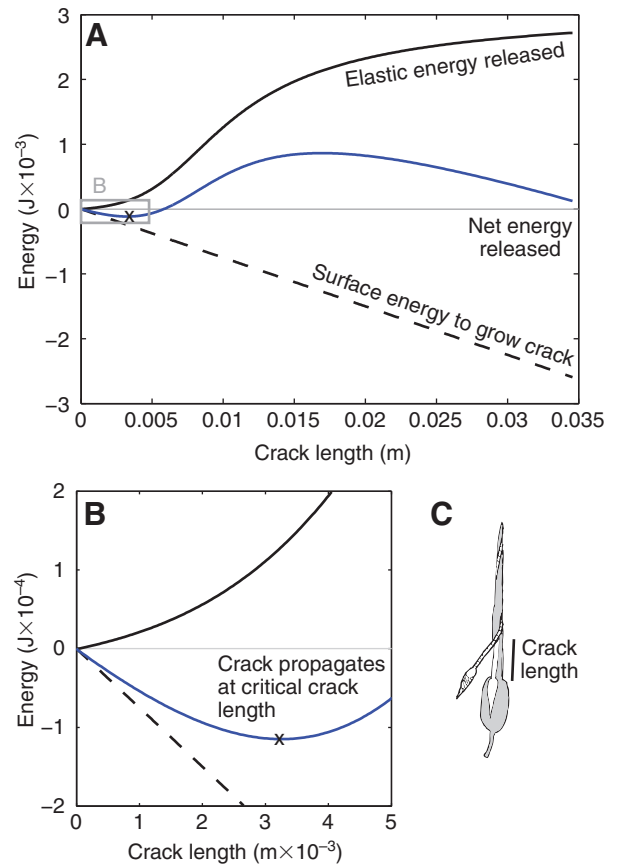 A
3
2
1
0
−1
−2
−3
Energy (J×10−3)
B
x
Elastic energy released
Net energy
released
Surface energy to grow crack
0 0.005 0.01 0.015 0.02 0.025 0.03 0.035
Crack length (m)
B
2
1
0
−1
−2
Energy (J×10−4)
Crack propagates
at critical crack
length
x
0 1 2 3 4 5
Crack length (m×10−3)
C
Crack
length